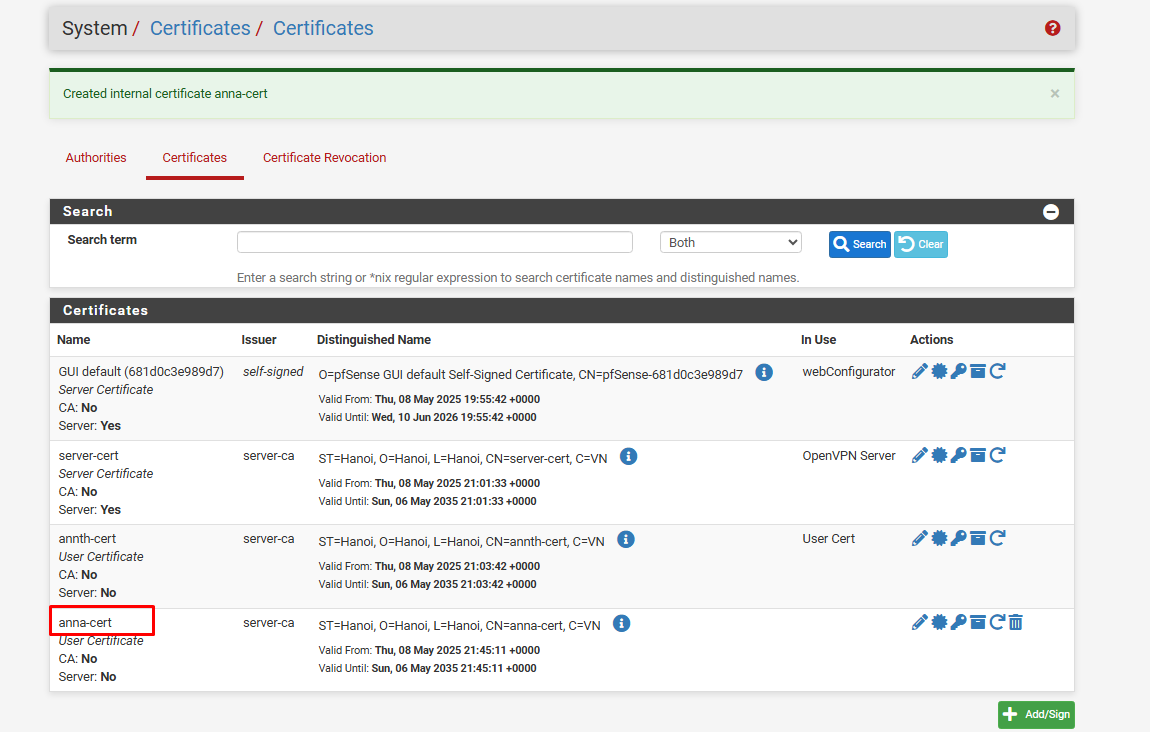 System / Certificates / Certificates
Created internal certificate anna-cert ×
Authorities Certificates Certificate Revocation
Search
Search term Both Search Clear
Enter a search string or *nix regular expression to search certificate names and distinguished names.
Certificates
Name Issuer Distinguished Name In Use Actions
GUI default (681d0c3e989d7) self-signed O=pfSense GUI default Self-Signed Certificate, CN=pfSense-681d0c3e989d7 webConfigurator
Server Certificate
Valid From: Thu, 08 May 2025 19:55:42 +0000
CA: No
Valid Until: Wed, 10 Jun 2026 19:55:42 +0000
Server: Yes
server-cert server-ca ST=Hanoi, O=Hanoi, L=Hanoi, CN=server-cert, C=VN OpenVPN Server
Server Certificate
Valid From: Thu, 08 May 2025 21:01:33 +0000
CA: No
Valid Until: Sun, 06 May 2035 21:01:33 +0000
Server: Yes
annth-cert server-ca ST=Hanoi, O=Hanoi, L=Hanoi, CN=annth-cert, C=VN User Cert
User Certificate
Valid From: Thu, 08 May 2025 21:03:42 +0000
CA: No
Valid Until: Sun, 06 May 2035 21:03:42 +0000
Server: No
anna-cert server-ca ST=Hanoi, O=Hanoi, L=Hanoi, CN=anna-cert, C=VN
User Certificate
Valid From: Thu, 08 May 2025 21:45:11 +0000
CA: No
Valid Until: Sun, 06 May 2035 21:45:11 +0000
Server: No
Add/Sign